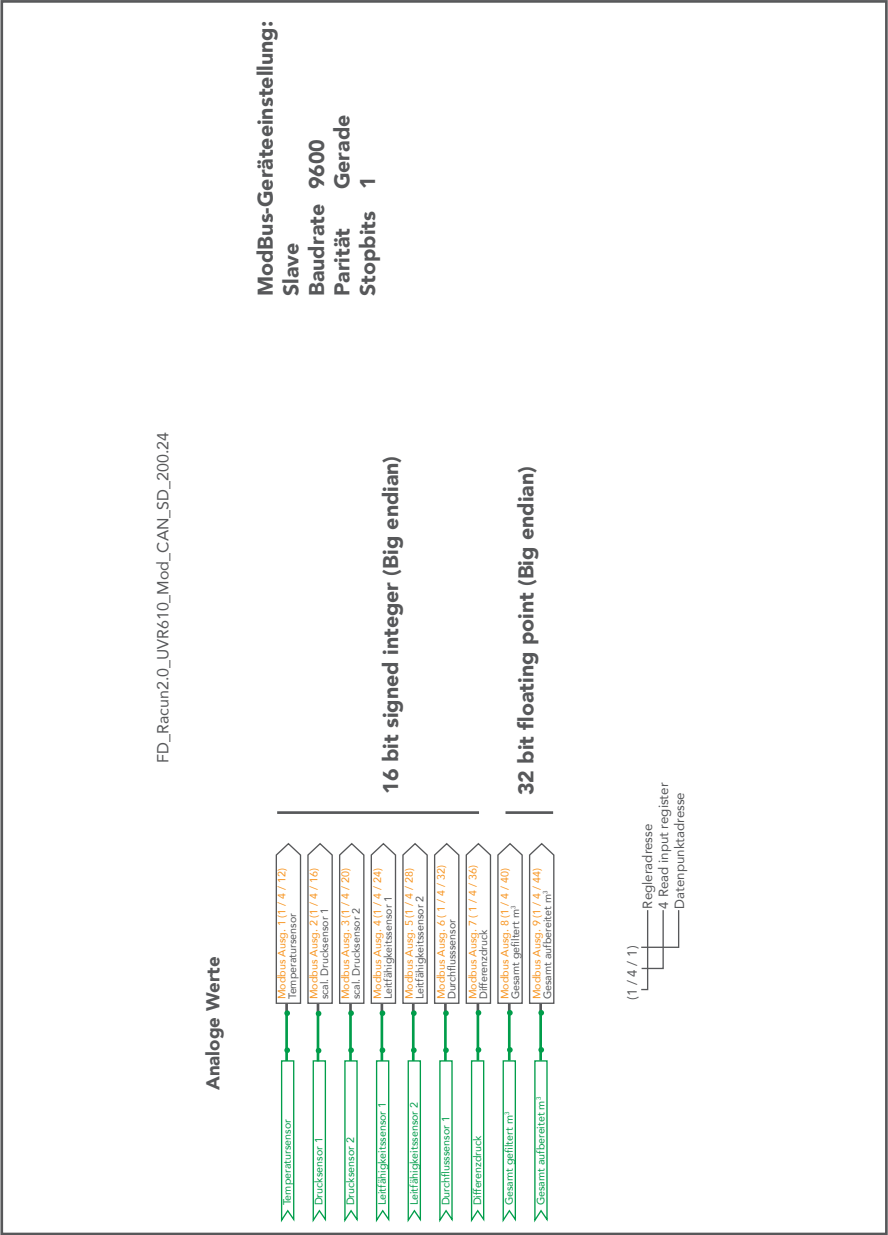 FD_Racun2.0_UVR610_Mod_CAN_SD_200.24
ModBus-Geräteeinstellung:
Slave
Baudrate 9600
Parität Gerade
Stopbits 1
Analoge Werte
Temperatursensor
Modbus Ausg. 1 (1 / 4 / 12)
Temperatursensor
Drucksensor 1
Modbus Ausg. 2 (1 / 4 / 16)
scal. Drucksensor 1
Drucksensor 2
Modbus Ausg. 3 (1 / 4 / 20)
scal. Drucksensor 2
Leitfähigkeitssensor 1
Modbus Ausg. 4 (1 / 4 / 24)
Leitfähigkeitssensor 1
Leitfähigkeitssensor 2
Modbus Ausg. 5 (1 / 4 / 28)
Leitfähigkeitssensor 2
Durchflusssensor 1
Modbus Ausg. 6 ( 1 / 4 / 32)
Durchflusssensor
Differenzdruck
Modbus Ausg. 7 ( 1 / 4 / 36)
Differenzdruck
16 bit signed integer (Big endian)
Gesamt gefiltert m³
Modbus Ausg. 8 (1 / 4 / 40)
Gesamt gefiltert m³
Gesamt aufbereitet m³
Modbus Ausg. 9 (1 / 4 / 44)
Gesamt aufbereitet m³
32 bit floating point (Big endian)
(1 / 4 / 1)
Regleradresse
4 Read input register
Datenpunktadresse